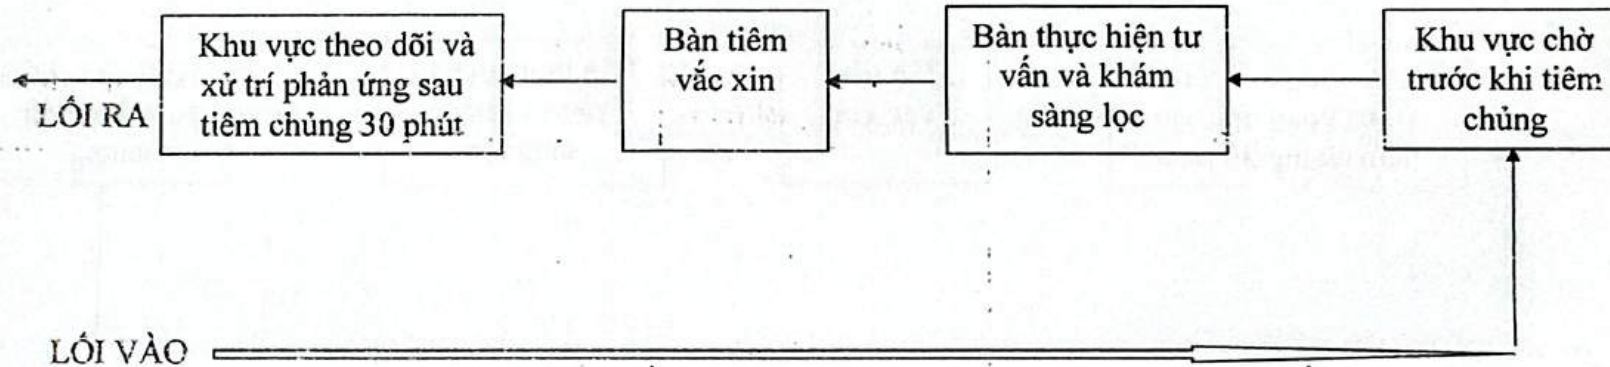 Khu vực theo dõi và
xử trí phản ứng sau
tiêm chủng 30 phút
Bàn tiêm
vắc xin
Bàn thực hiện tư
vấn và khám
sàng lọc
Khu vực chờ
trước khi tiêm
chủng
LỐI RA
LỐI VÀO